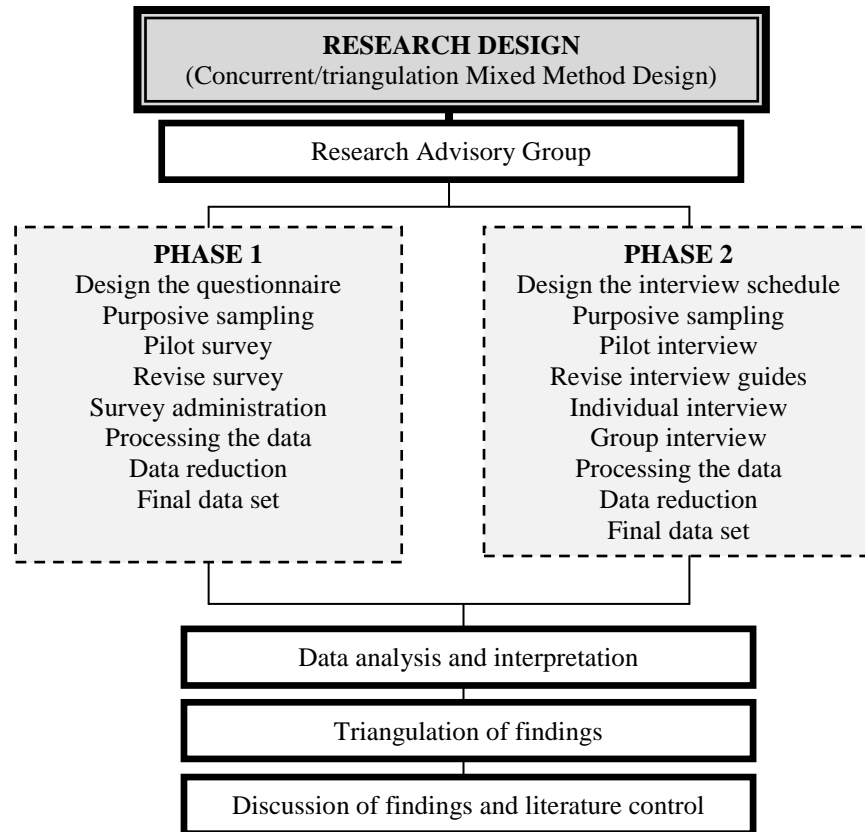 RESEARCH DESIGN
(Concurrent/triangulation Mixed Method Design)
Research Advisory Group
PHASE 1
Design the questionnaire
Purposive sampling
Pilot survey
Revise survey
Survey administration
Processing the data
Data reduction
Final data set
PHASE 2
Design the interview schedule
Purposive sampling
Pilot interview
Revise interview guides
Individual interview
Group interview
Processing the data
Data reduction
Final data set
Data analysis and interpretation
Triangulation of findings
Discussion of findings and literature control